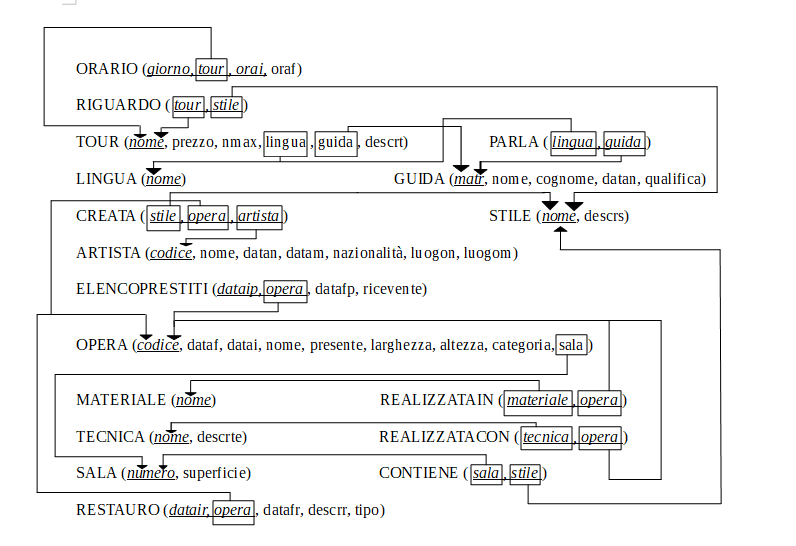 ORARIO (giorno, tour, orai, oraf)
RIGUARDO (tour, stile)
TOUR (nome, prezzo, nmax, lingua, guida, descrt) PARLA (lingua, guida)
LINGUA (nome) GUIDA (matr, nome, cognome, datan, qualifica)
CREATA (stile, opera, artista) STILE (nome, descrs)
ARTISTA (codice, nome, datan, datam, nazionalità, luogon, luogom)
ELENCOPRESTITI (dataip, opera, datafp, ricevente)
OPERA (codice, dataf, datai, nome, presente, larghezza, altezza, categoria, sala)
MATERIALE (nome) REALIZZATAIN (materiale, opera)
TECNICA (nome, descrte) REALIZZATACON (tecnica, opera)
SALA (numero, superficie) CONTIENE (sala, stile)
RESTAURO (datair, opera, datafr, descrr, tipo)